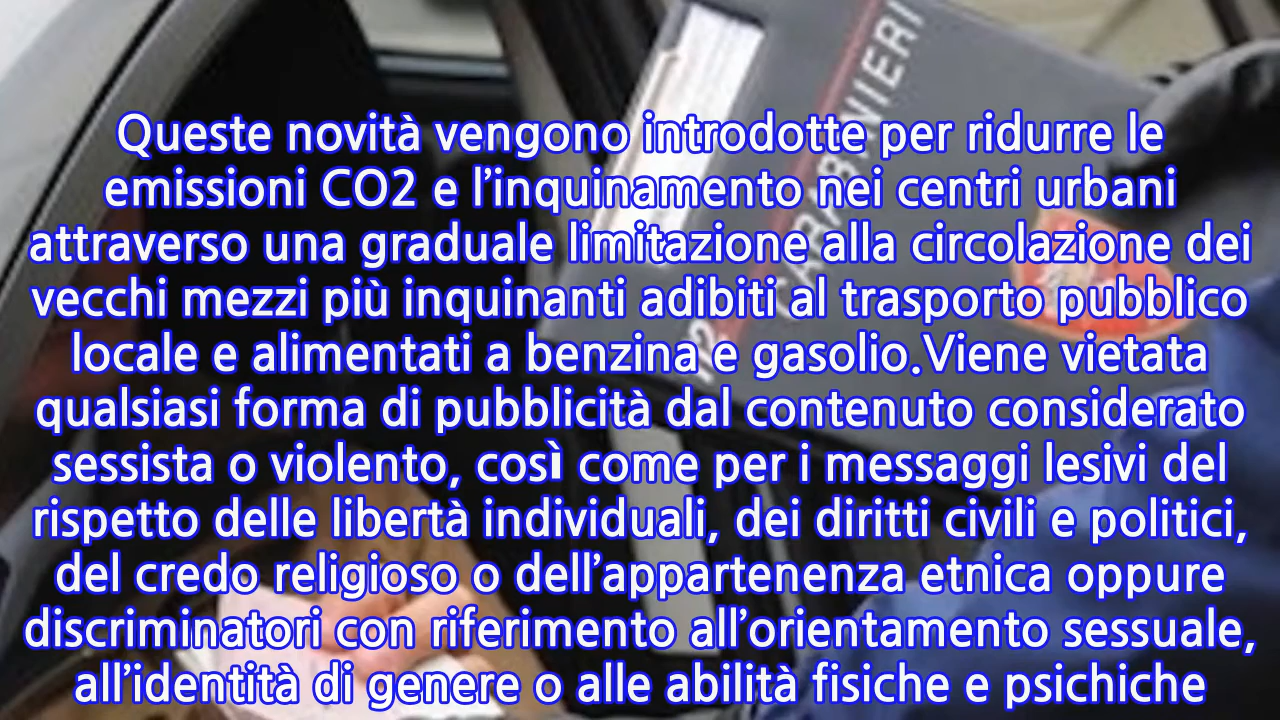 CARABINIERI
112
Queste novità vengono introdotte per ridurre le
emissioni CO2 e l'inquinamento nei centri urbani
attraverso una graduale limitazione alla circolazione dei
vecchi mezzi più inquinanti adibiti al trasporto pubblico
locale e alimentati a benzina e gasolio.Viene vietata
qualsiasi forma di pubblicità dal contenuto considerato
sessista o violento, così come per i messaggi lesivi del
rispetto delle libertà individuali, dei diritti civili e politici,
del credo religioso o dell'appartenenza etnica oppure
discriminatori con riferimento all'orientamento sessuale,
all'identità di genere o alle abilità fisiche e psichiche